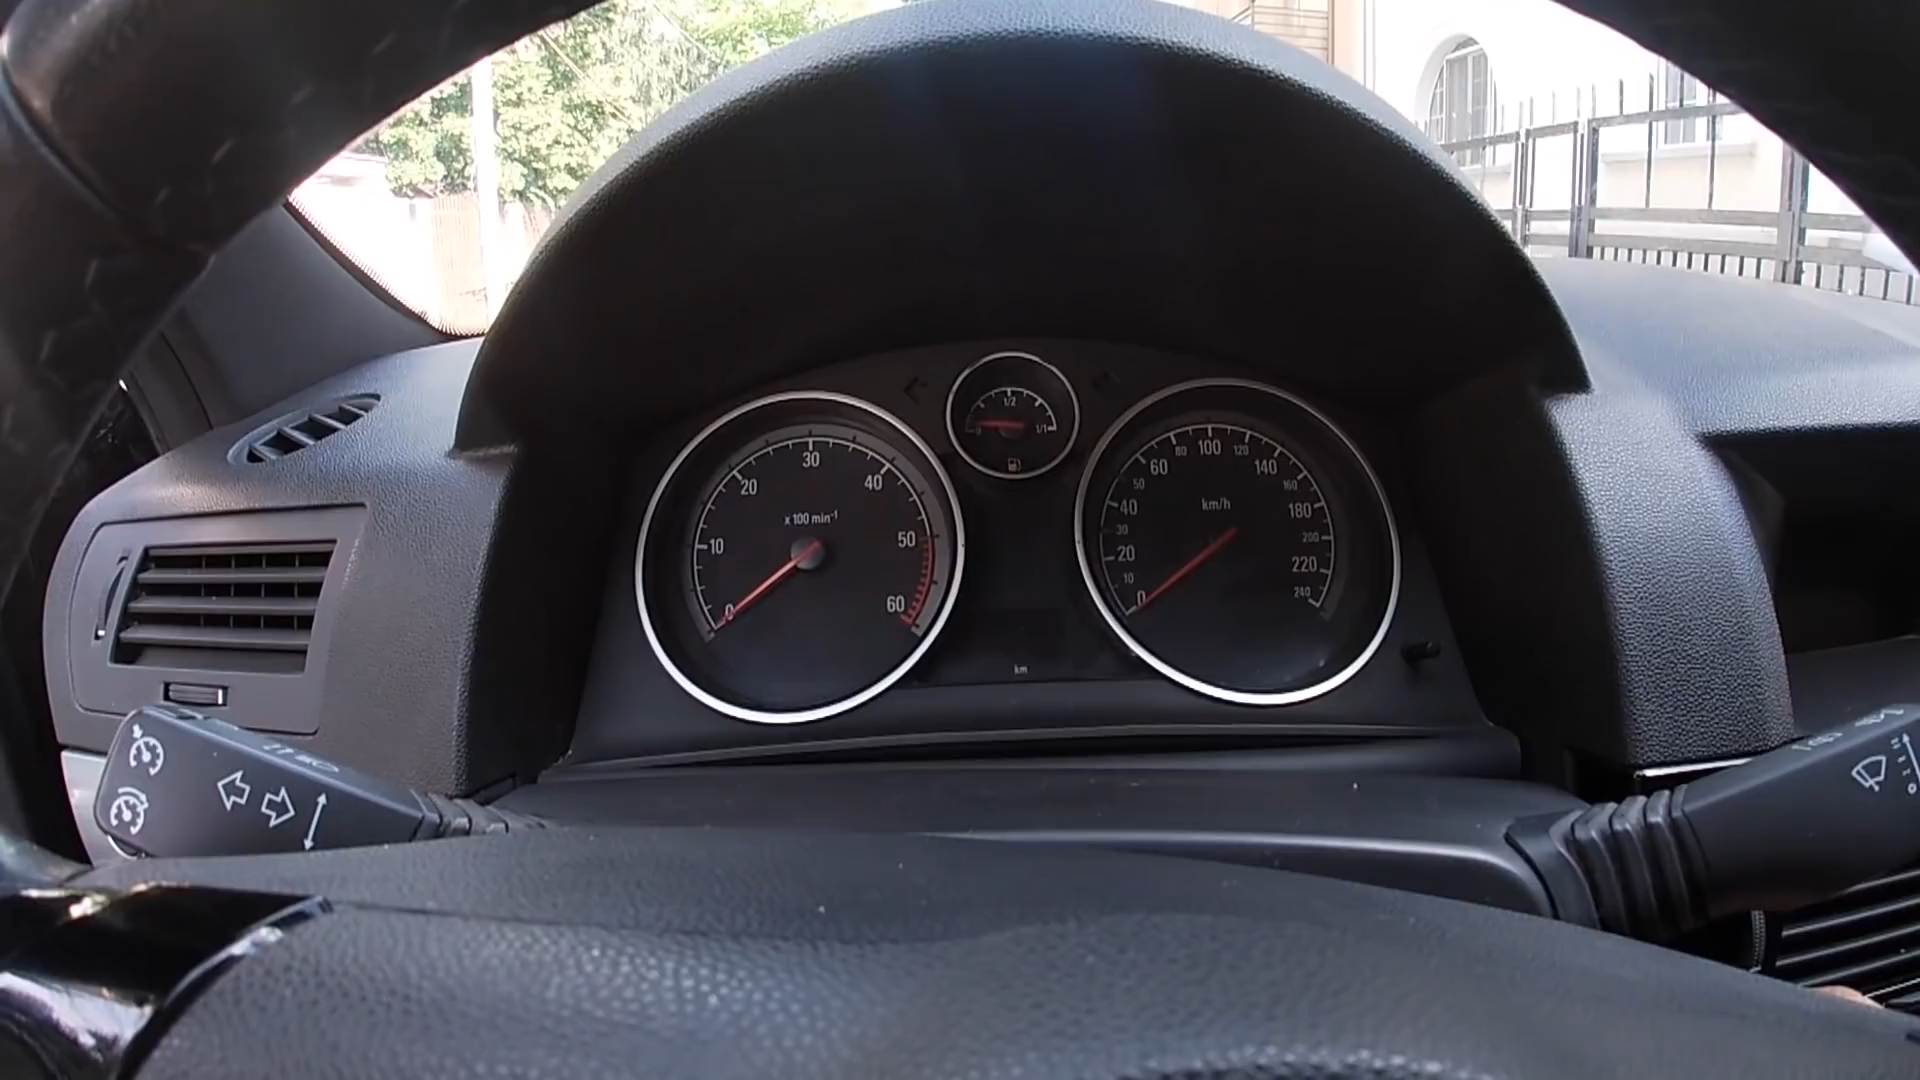 0 10 20 30 40 50 60
x 100 min⁻¹
0 1/2 1/1
0 10 20 30 40 50 60 80 100 120 140 160 180 200 220 240
km/h
km